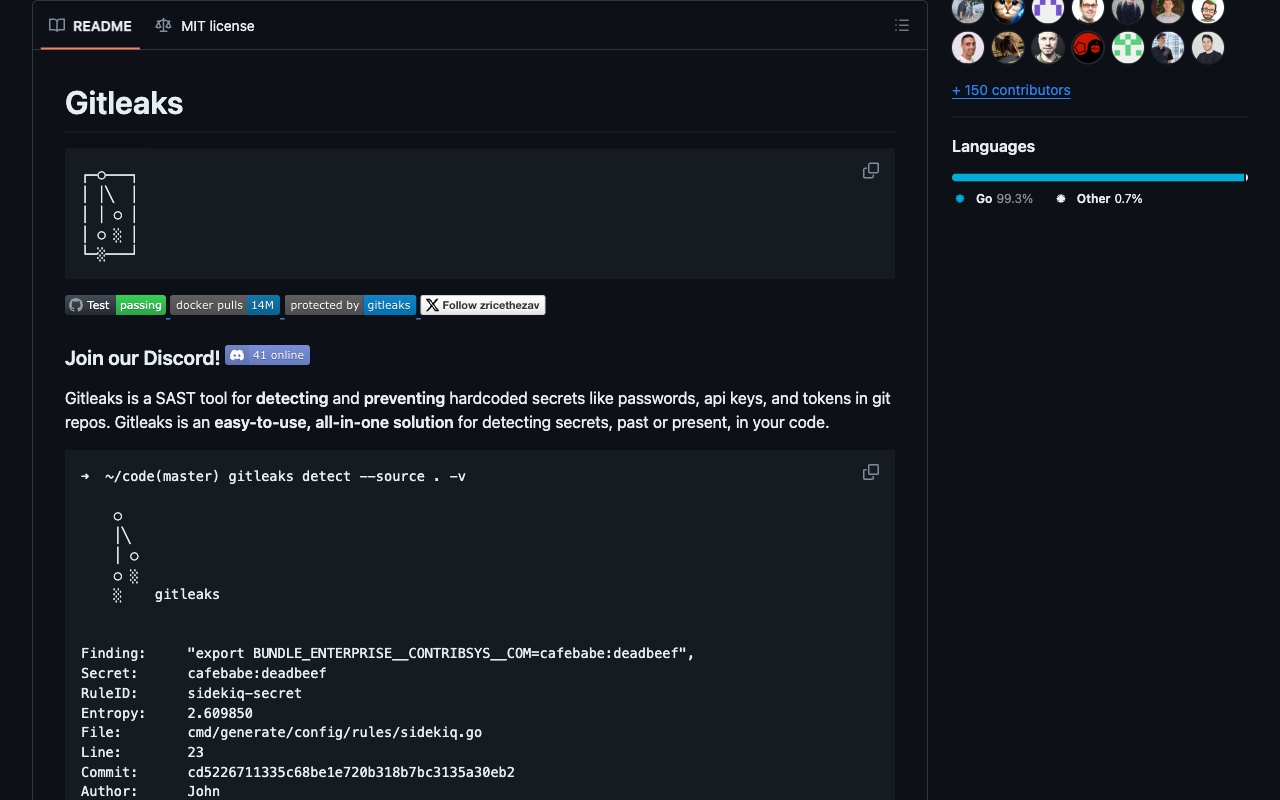 README
MIT license
Gitleaks
┌─○───┐
│ │╲  │
│ │ ○ │
│ ○ ░ │
└─░───┘
Test passing docker pulls 14M protected by gitleaks Follow zricethezav
Join our Discord! 41 online
Gitleaks is a SAST tool for detecting and preventing hardcoded secrets like passwords, api keys, and tokens in git
repos. Gitleaks is an easy-to-use, all-in-one solution for detecting secrets, past or present, in your code.
➜  ~/code(master) gitleaks detect --source . -v
    ○
    │╲
    │ ○
    ○ ░
    ░    gitleaks
Finding:     "export BUNDLE_ENTERPRISE__CONTRIBSYS__COM=cafebabe:deadbeef",
Secret:      cafebabe:deadbeef
RuleID:      sidekiq-secret
Entropy:     2.609850
File:        cmd/generate/config/rules/sidekiq.go
Line:        23
Commit:      cd5226711335c68be1e720b318b7bc3135a30eb2
Author:      John
+ 150 contributors
Languages
Go 99.3%
Other 0.7%